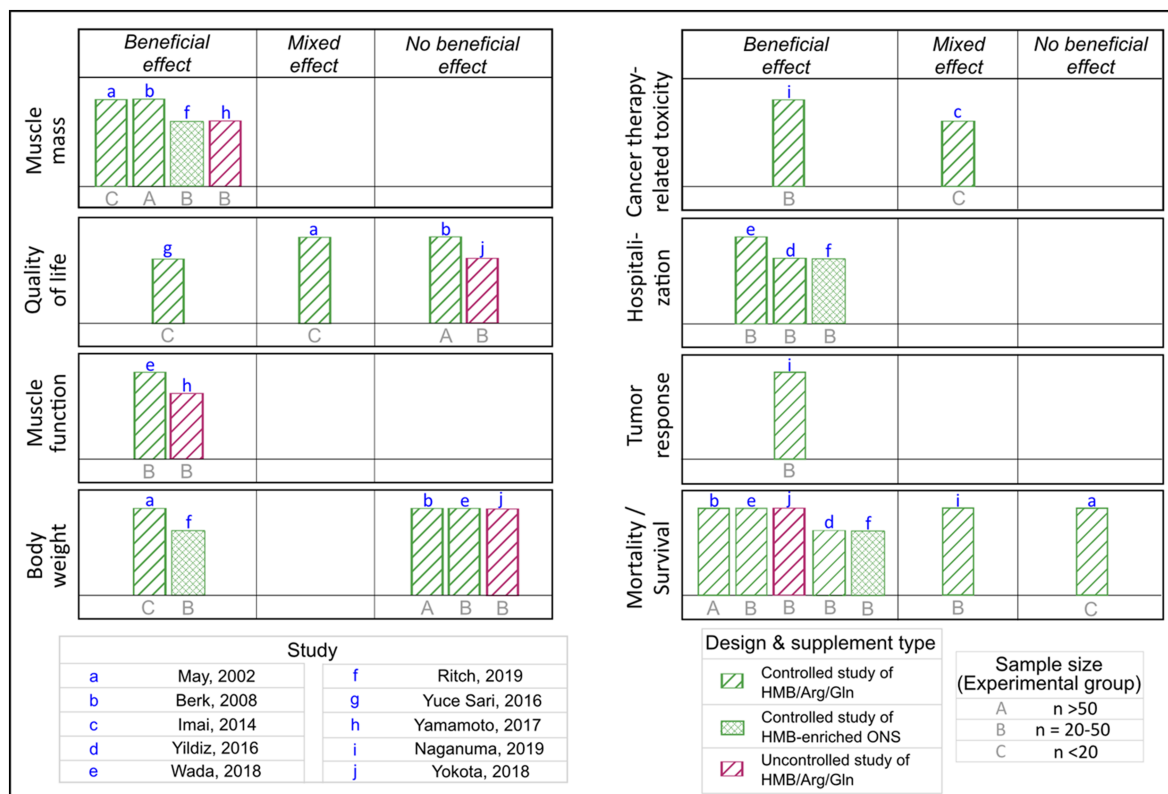 Beneficial effect
Mixed effect
No beneficial effect
Muscle mass
a b f h
C A B B
Quality of life
g a b j
C C A B
Muscle function
e h
B B
Body weight
a f b e j
C B A B B
Beneficial effect
Mixed effect
No beneficial effect
Cancer therapy-related toxicity
i c
B C
Hospitali-zation
e d f
B B B
Tumor response
i
B
Mortality / Survival
b e j d f i a
A B B B B B C
Study
a May, 2002
b Berk, 2008
c Imai, 2014
d Yildiz, 2016
e Wada, 2018
f Ritch, 2019
g Yuce Sari, 2016
h Yamamoto, 2017
i Naganuma, 2019
j Yokota, 2018
Design & supplement type
Controlled study of
HMB/Arg/Gln
Controlled study of
HMB-enriched ONS
Uncontrolled study of
HMB/Arg/Gln
Sample size
(Experimental group)
A n >50
B n = 20-50
C n <20